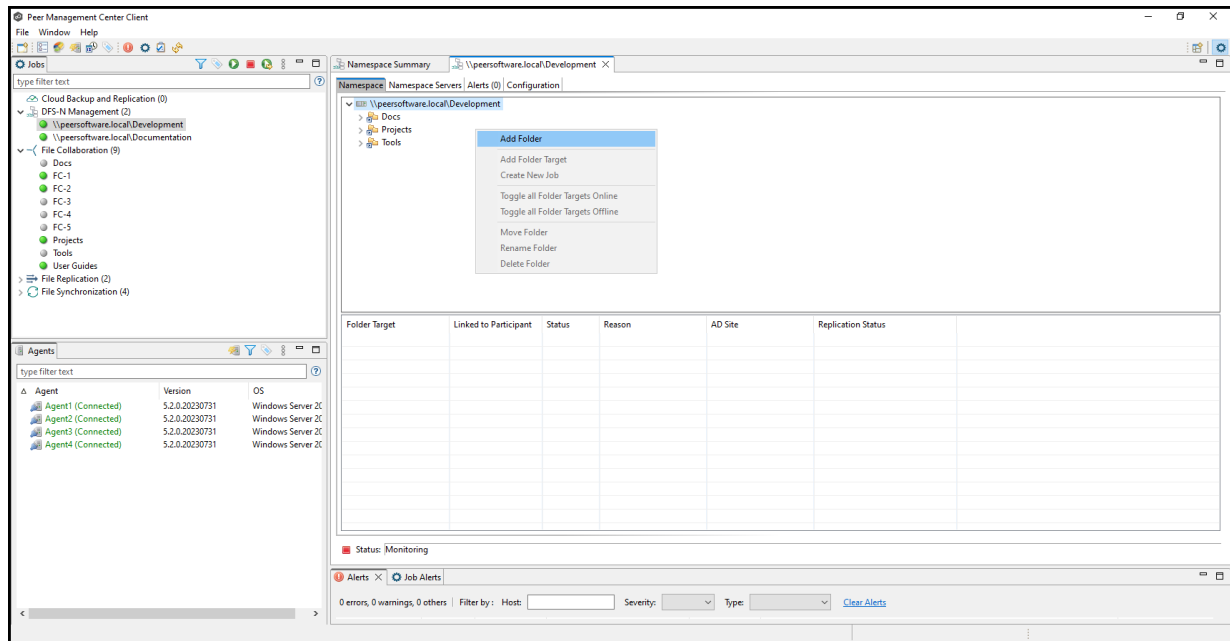 Peer Management Center Client
File Window Help
Jobs
type filter text
Cloud Backup and Replication (0)
DFS-N Management (2)
\\peersoftware.local\Development
\\peersoftware.local\Documentation
File Collaboration (9)
Docs
FC-1
FC-2
FC-3
FC-4
FC-5
Projects
Tools
User Guides
File Replication (2)
File Synchronization (4)
Agents
type filter text
Agent Version OS
Agent1 (Connected) 5.2.0.20230731 Windows Server 20
Agent2 (Connected) 5.2.0.20230731 Windows Server 20
Agent3 (Connected) 5.2.0.20230731 Windows Server 20
Agent4 (Connected) 5.2.0.20230731 Windows Server 20
Namespace Summary \\peersoftware.local\Development
Namespace Namespace Servers Alerts (0) Configuration
\\peersoftware.local\Development
Docs
Projects
Tools
Add Folder
Add Folder Target
Create New Job
Toggle all Folder Targets Online
Toggle all Folder Targets Offline
Move Folder
Rename Folder
Delete Folder
Folder Target Linked to Participant Status Reason AD Site Replication Status
Status: Monitoring
Alerts Job Alerts
0 errors, 0 warnings, 0 others Filter by : Host: Severity: Type: Clear Alerts